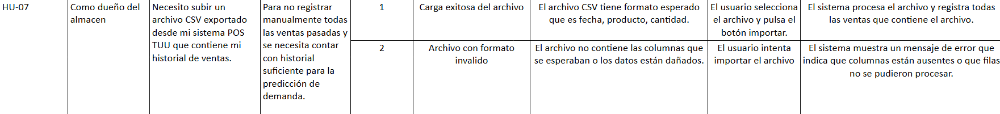 HU-07
Como dueño del
almacen
Necesito subir un
archivo CSV exportado
desde mi sistema POS
TUU que contiene mi
historial de ventas.
Para no registrar
manualmente todas
las ventas pasadas y
se necesita contar
con historial
suficiente para la
predicción de
demanda.
1
Carga exitosa del archivo
El archivo CSV tiene formato esperado
que es fecha, producto, cantidad.
El usuario selecciona
el archivo y pulsa el
botón importar.
El sistema procesa el archivo y registra todas
las ventas que contiene el archivo.
2
Archivo con formato
invalido
El archivo no contiene las columnas que
se esperaban o los datos están dañados.
El usuario intenta
importar el archivo
El sistema muestra un mensaje de error que
indica que columnas están ausentes o que filas
no se pudieron procesar.